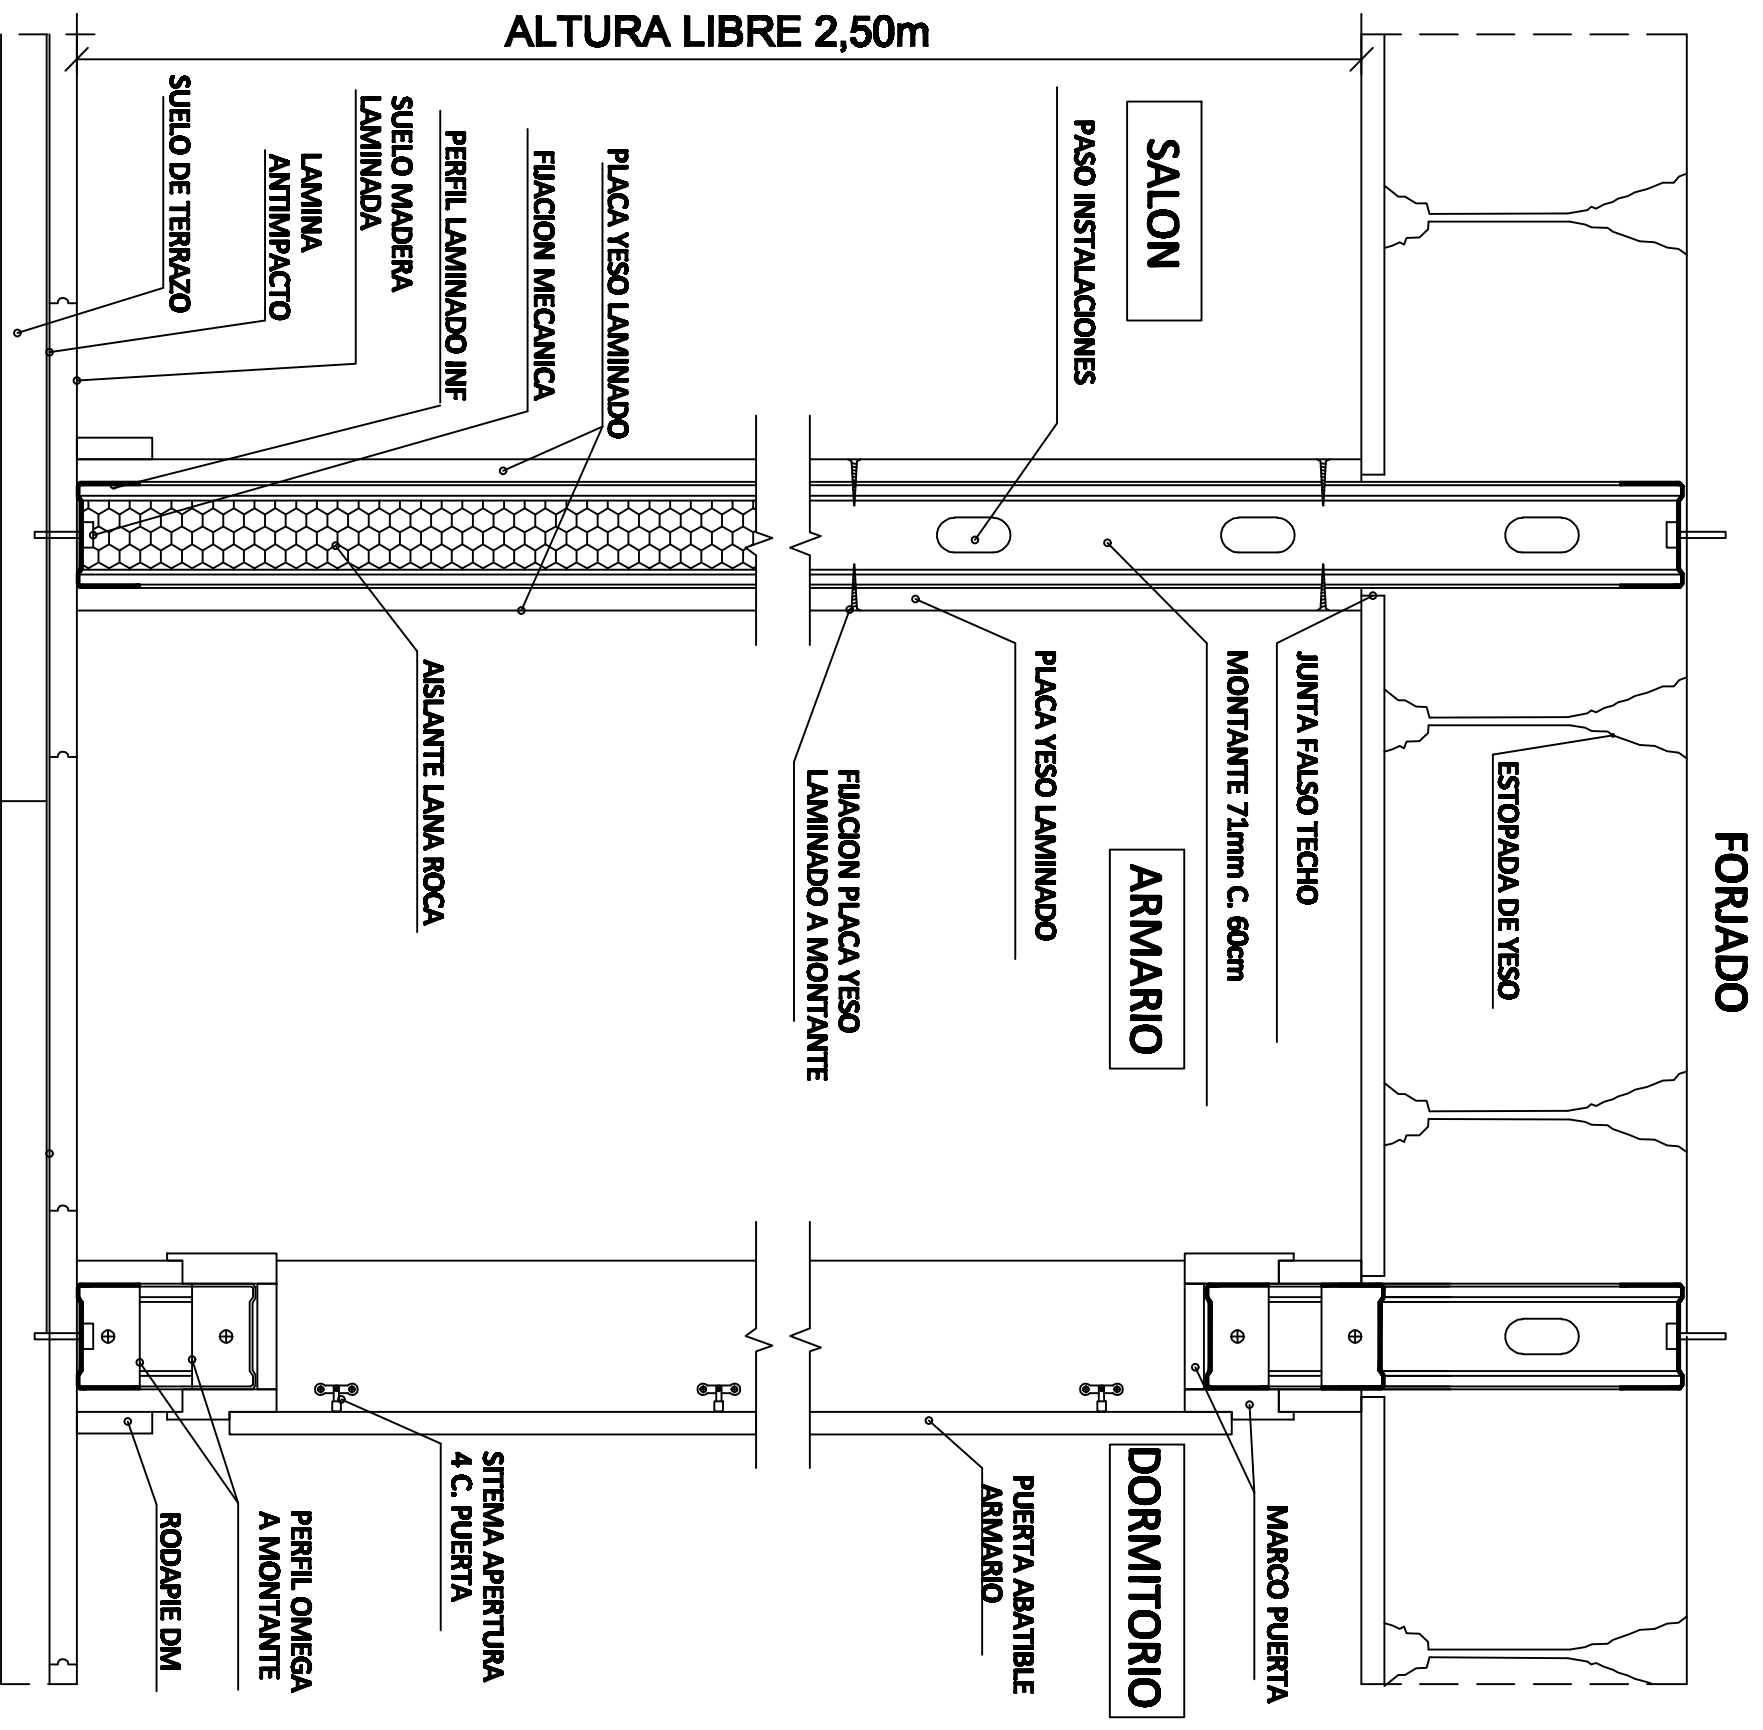 ALTURA LIBRE 2,50m
FORJADO
SALON
PASO INSTALACIONES
PLACA YESO LAMINADO
FIJACION MECANICA
PERFIL LAMINADO INF
SUELO MADERA
LAMINADA
LAMINA
ANTIMPACTO
SUELO DE TERRAZO
ESTOPADA DE YESO
JUNTA FALSO TECHO
MONTANTE 71mm C. 60cm
ARMARIO
PLACA YESO LAMINADO
FIJACION PLACA YESO
LAMINADO A MONTANTE
AISLANTE LANA ROCA
MARCO PUERTA
DORMITORIO
PUERTA ABATIBLE
ARMARIO
SITEMA APERTURA
4 C. PUERTA
PERFIL OMEGA
A MONTANTE
RODAPIE DM